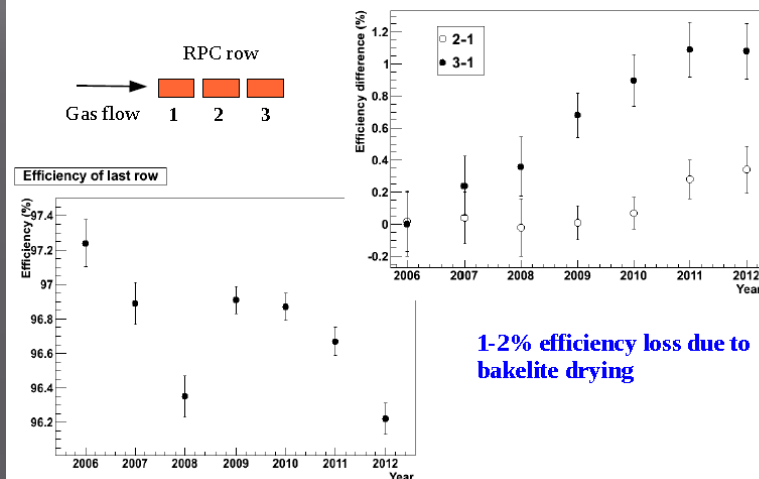 RPC row
Gas flow 1 2 3
Efficiency of last row
Efficiency (%)
97.4
97.2
97
96.8
96.6
96.4
96.2
2006 2007 2008 2009 2010 2011 2012
Year
Efficiency difference (%)
1.2
1
0.8
0.6
0.4
0.2
0
-0.2
2-1
3-1
2006 2007 2008 2009 2010 2011 2012
Year
1-2% efficiency loss due to
bakelite drying